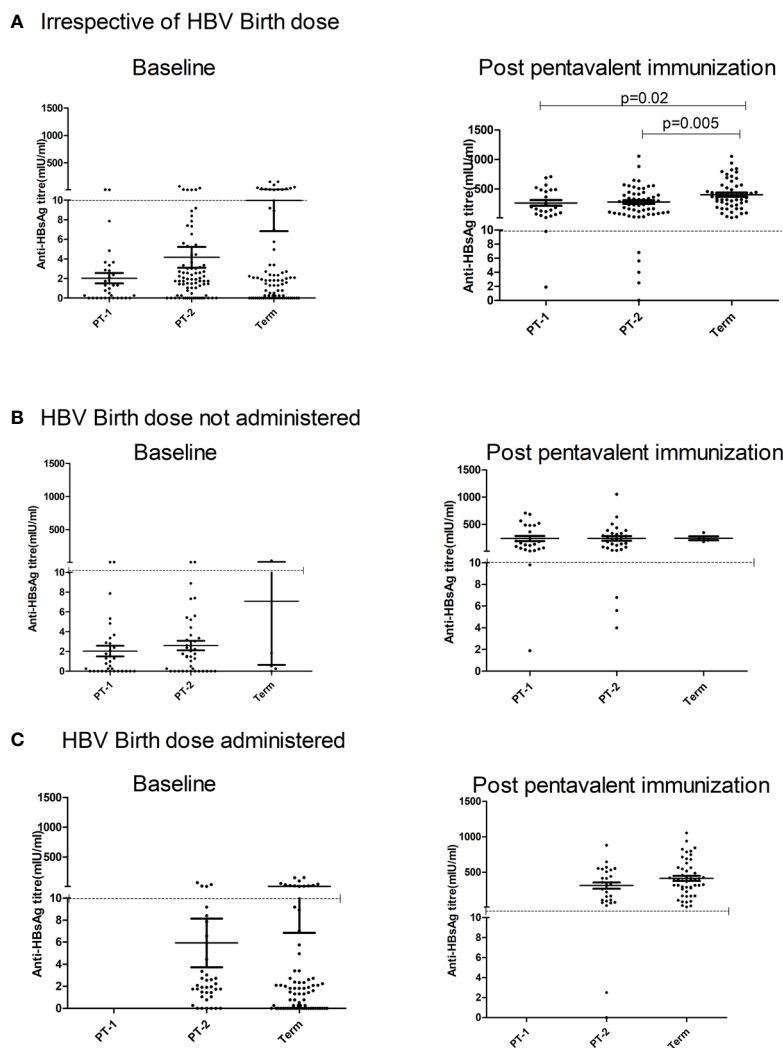 A Irrespective of HBV Birth dose
Baseline
Anti-HBsAg titre(mIU/ml)
1500
1000
500
10
8
6
4
2
0
PT-1
PT-2
Term
Post pentavalent immunization
p=0.02
p=0.005
Anti-HBsAg titre(mIU/ml)
1500
1000
500
10
8
6
4
2
0
PT-1
PT-2
Term
B HBV Birth dose not administered
Baseline
Anti-HBsAg titre(mIU/ml)
1500
1000
500
10
8
6
4
2
0
PT-1
PT-2
Term
Post pentavalent immunization
Anti-HBsAg titre(mIU/ml)
1500
1000
500
10
8
6
4
2
0
PT-1
PT-2
Term
C HBV Birth dose administered
Baseline
Anti-HBsAg titre(mIU/ml)
1500
1000
500
10
8
6
4
2
0
PT-1
PT-2
Term
Post pentavalent immunization
Anti-HBsAg titre(mIU/ml)
1500
1000
500
10
8
6
4
2
0
PT-1
PT-2
Term